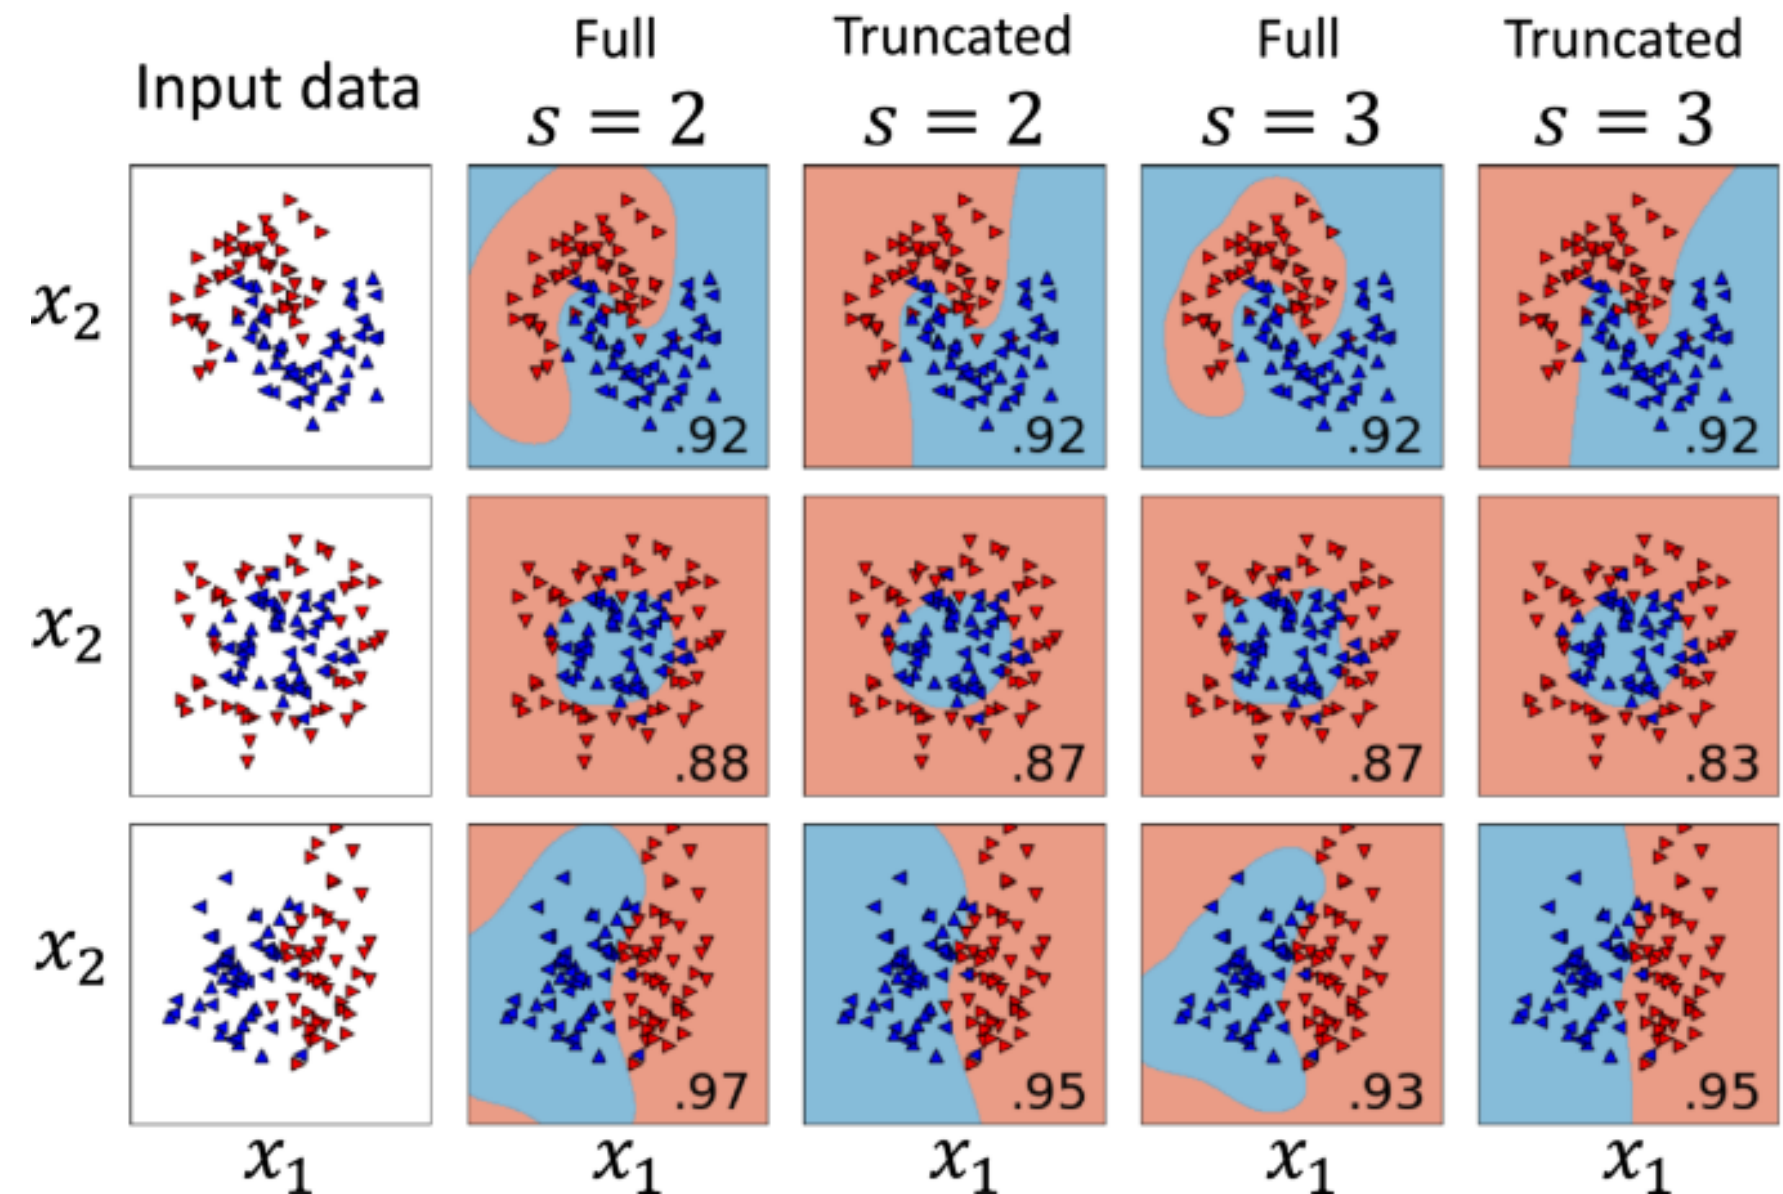 Full Truncated Full Truncated
Input data s = 2 s = 2 s = 3 s = 3
x₂ .92 .92 .92 .92
x₂ .88 .87 .87 .83
x₂ .97 .95 .93 .95
x₁ x₁ x₁ x₁ x₁